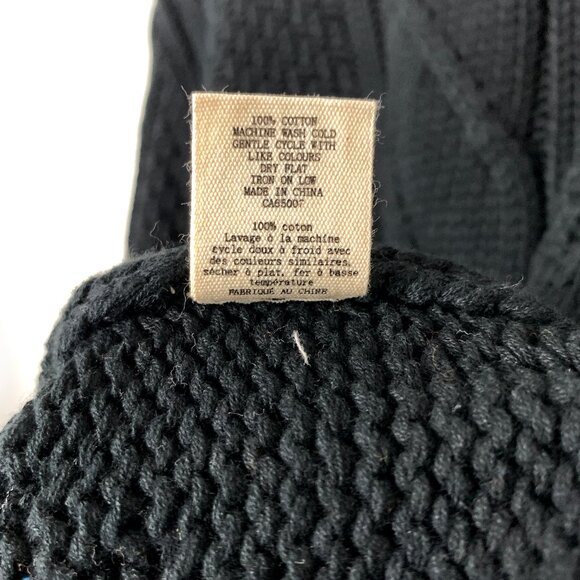 100% COTTON
MACHINE WASH COLD
GENTLE CYCLE WITH
LIKE COLOURS
DRY FLAT
IRON ON LOW
MADE IN CHINA
CA6500F
100% coton
Lavage à la machine
cycle doux à froid avec
des couleurs similaires,
sécher à plat, fer à basse
température
FABRIQUÉ AU CHINE